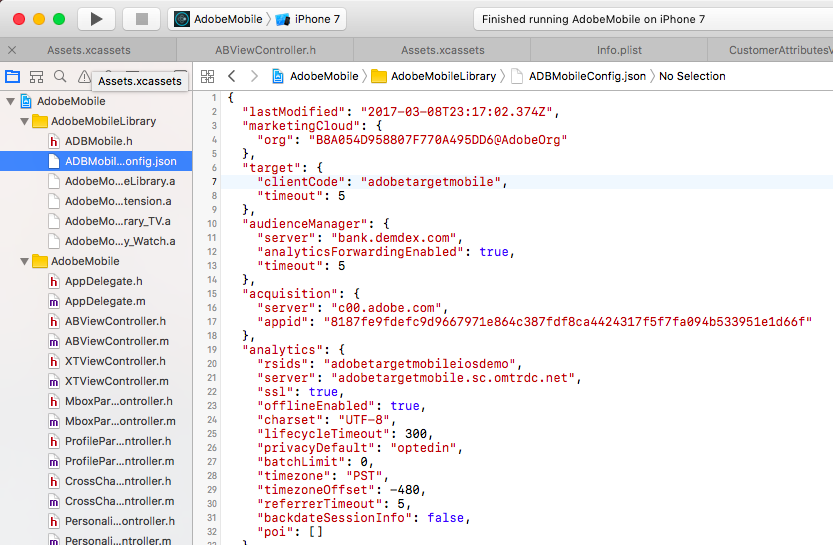 AdobeMobile iPhone 7
Finished running AdobeMobile on iPhone 7
Assets.xcassets
ABViewController.h
Assets.xcassets
Info.plist
CustomerAttributesV
Assets.xcassets
AdobeMobile
AdobeMobileLibrary
ADBMobileConfig.json
No Selection
AdobeMobile
AdobeMobileLibrary
ADBMobile.h
ADBMobil...onfig.json
AdobeMo...eLibrary.a
AdobeMo...tension.a
AdobeMo...rary_TV.a
AdobeMo...y_Watch.a
AdobeMobile
AppDelegate.h
AppDelegate.m
ABViewController.h
ABViewController.m
XTViewController.h
XTViewController.m
MboxPar...ontroller.h
MboxPar...ontroller.m
ProfilePar...ntroller.h
ProfilePar...ntroller.m
CrossCha...ntroller.h
CrossCha...ntroller.m
Personali...ontroller.h
Personali...ntroller.m
1 {
2 "lastModified": "2017-03-08T23:17:02.374Z",
3 "marketingCloud": {
4 "org": "B8A054D958807F770A495DD6@AdobeOrg"
5 },
6 "target": {
7 "clientCode": "adobetargetmobile",
8 "timeout": 5
9 },
10 "audienceManager": {
11 "server": "bank.demdex.com",
12 "analyticsForwardingEnabled": true,
13 "timeout": 5
14 },
15 "acquisition": {
16 "server": "c00.adobe.com",
17 "appid": "8187fe9fdefc9d9667971e864c387fdf8ca4424317f5f7fa094b533951e1d66f"
18 },
19 "analytics": {
20 "rsids": "adobetargetmobileiosdemo",
21 "server": "adobetargetmobile.sc.omtrdc.net",
22 "ssl": true,
23 "offlineEnabled": true,
24 "charset": "UTF-8",
25 "lifecycleTimeout": 300,
26 "privacyDefault": "optedin",
27 "batchLimit": 0,
28 "timezone": "PST",
29 "timezoneOffset": -480,
30 "referrerTimeout": 5,
31 "backdateSessionInfo": false,
32 "poi": []